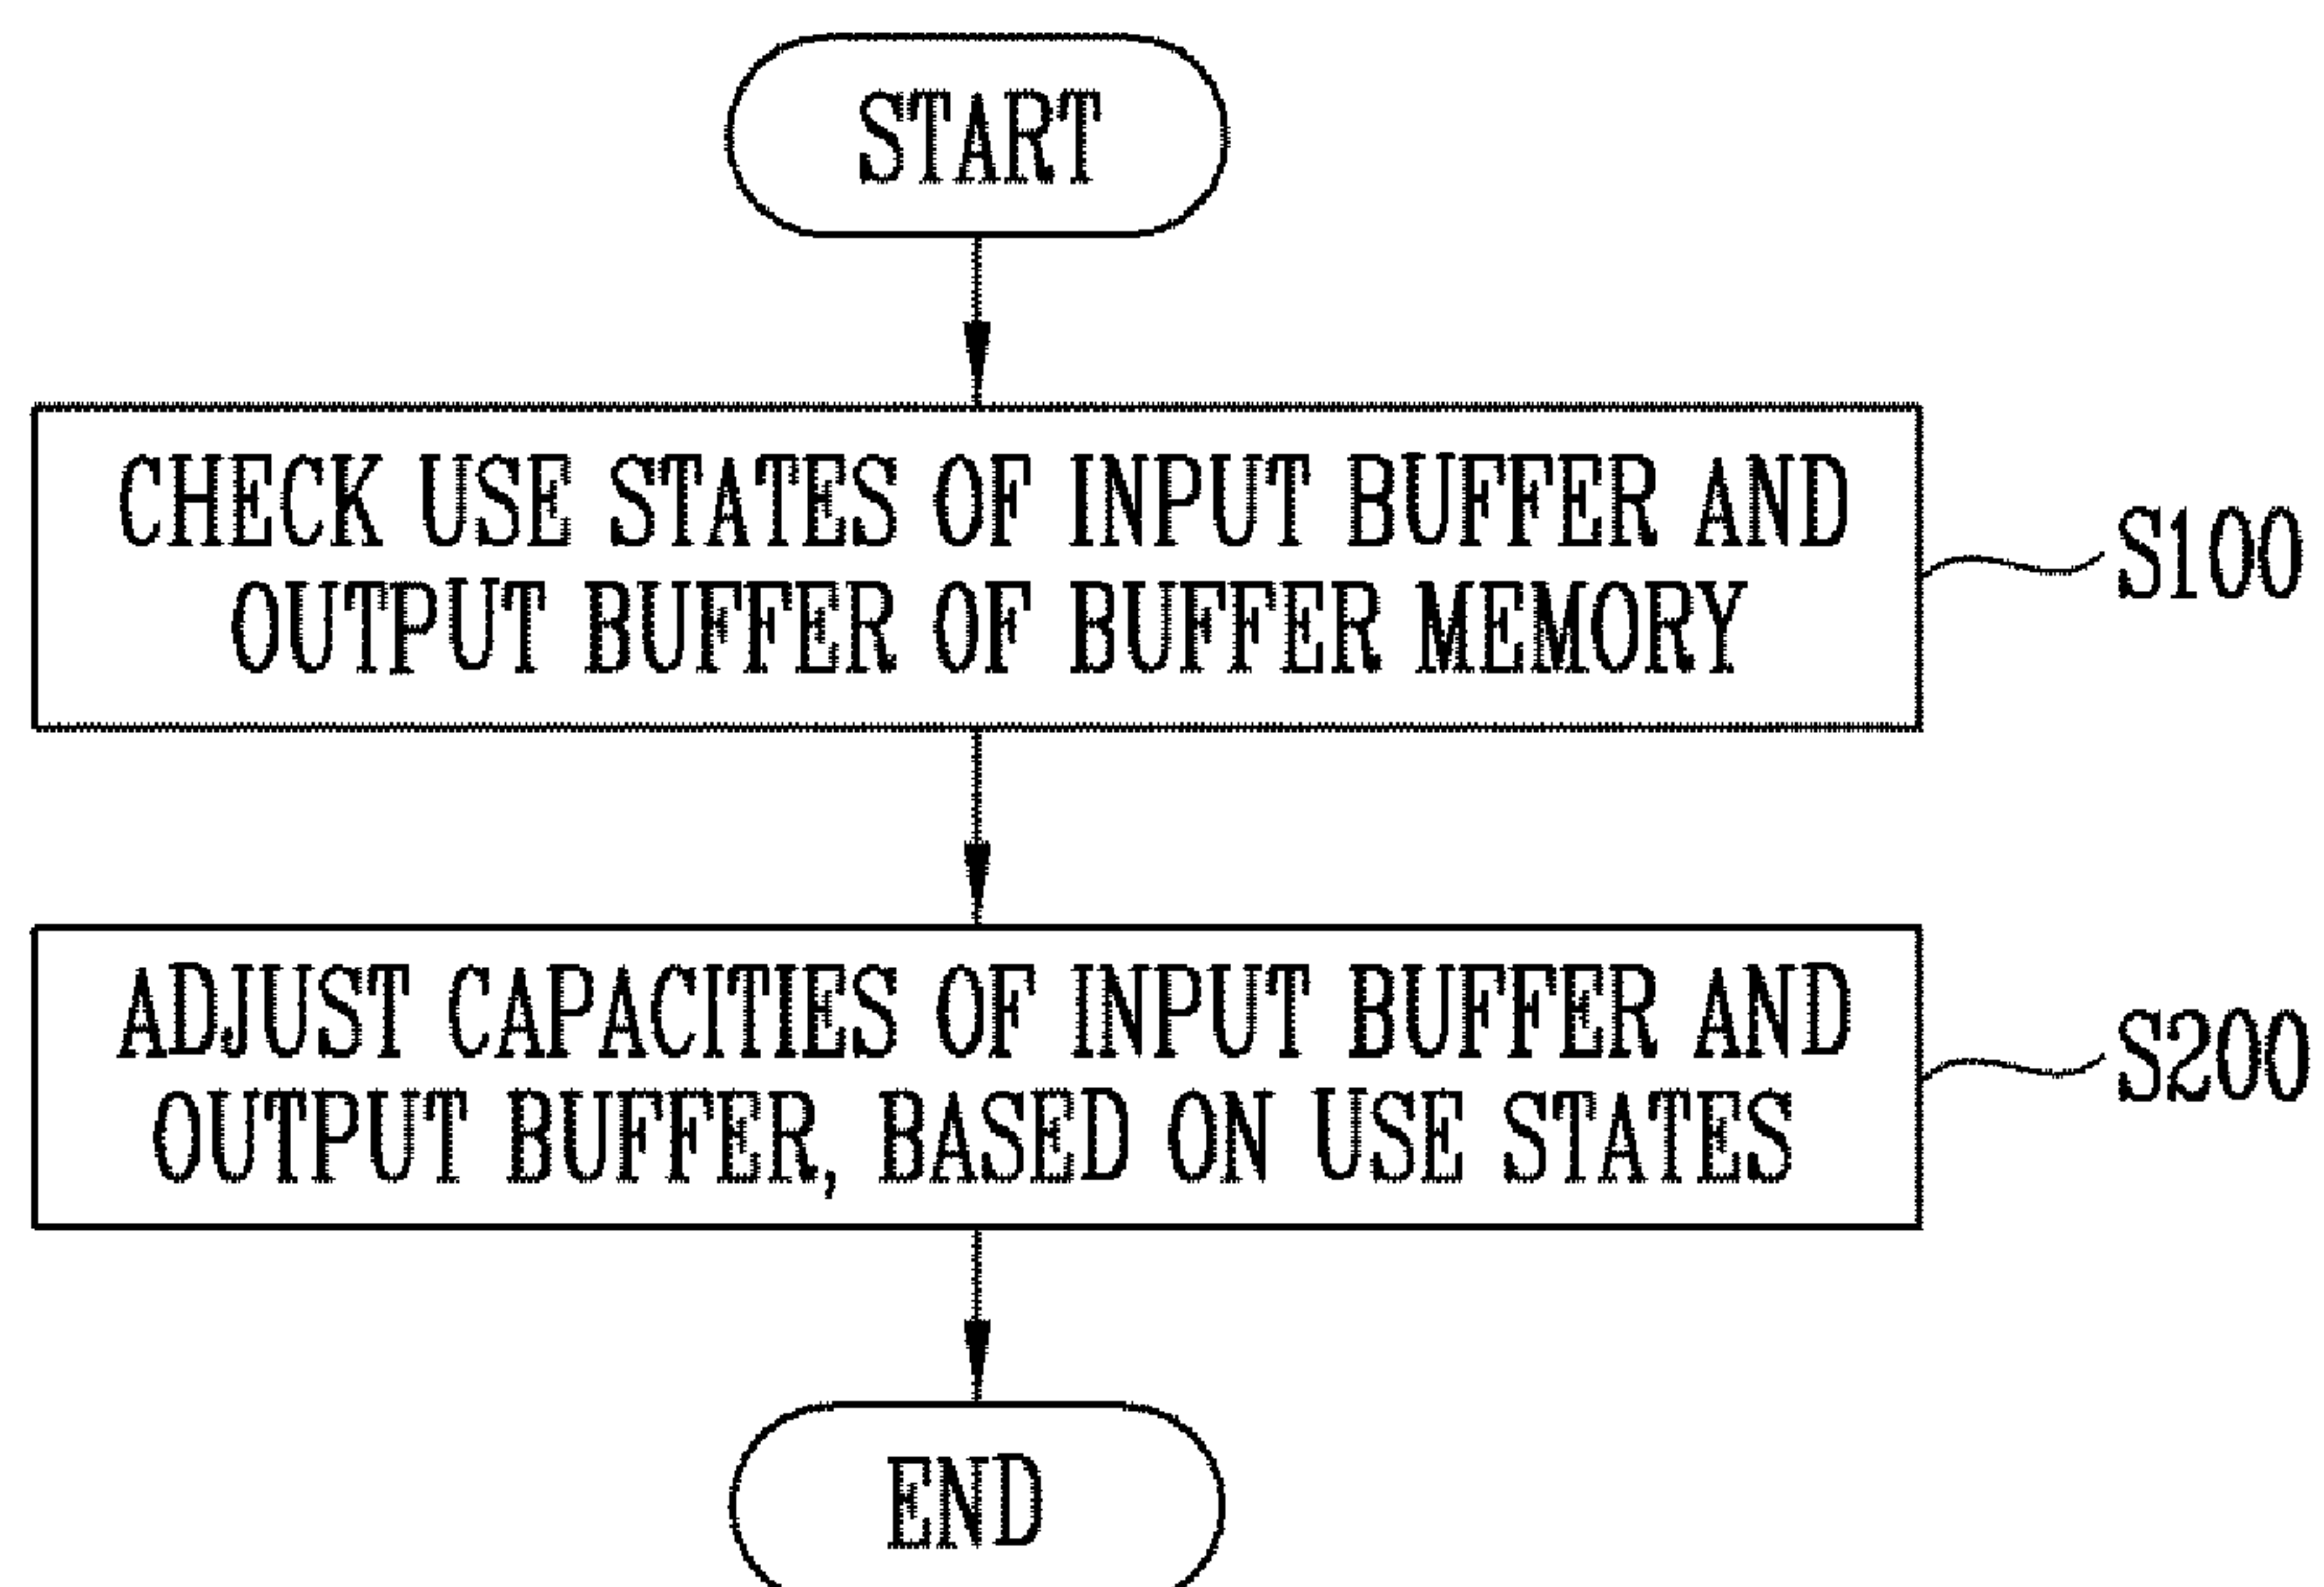 START
CHECK USE STATES OF INPUT BUFFER AND
OUTPUT BUFFER OF BUFFER MEMORY
S100
ADJUST CAPACITIES OF INPUT BUFFER AND
OUTPUT BUFFER, BASED ON USE STATES
S200
END